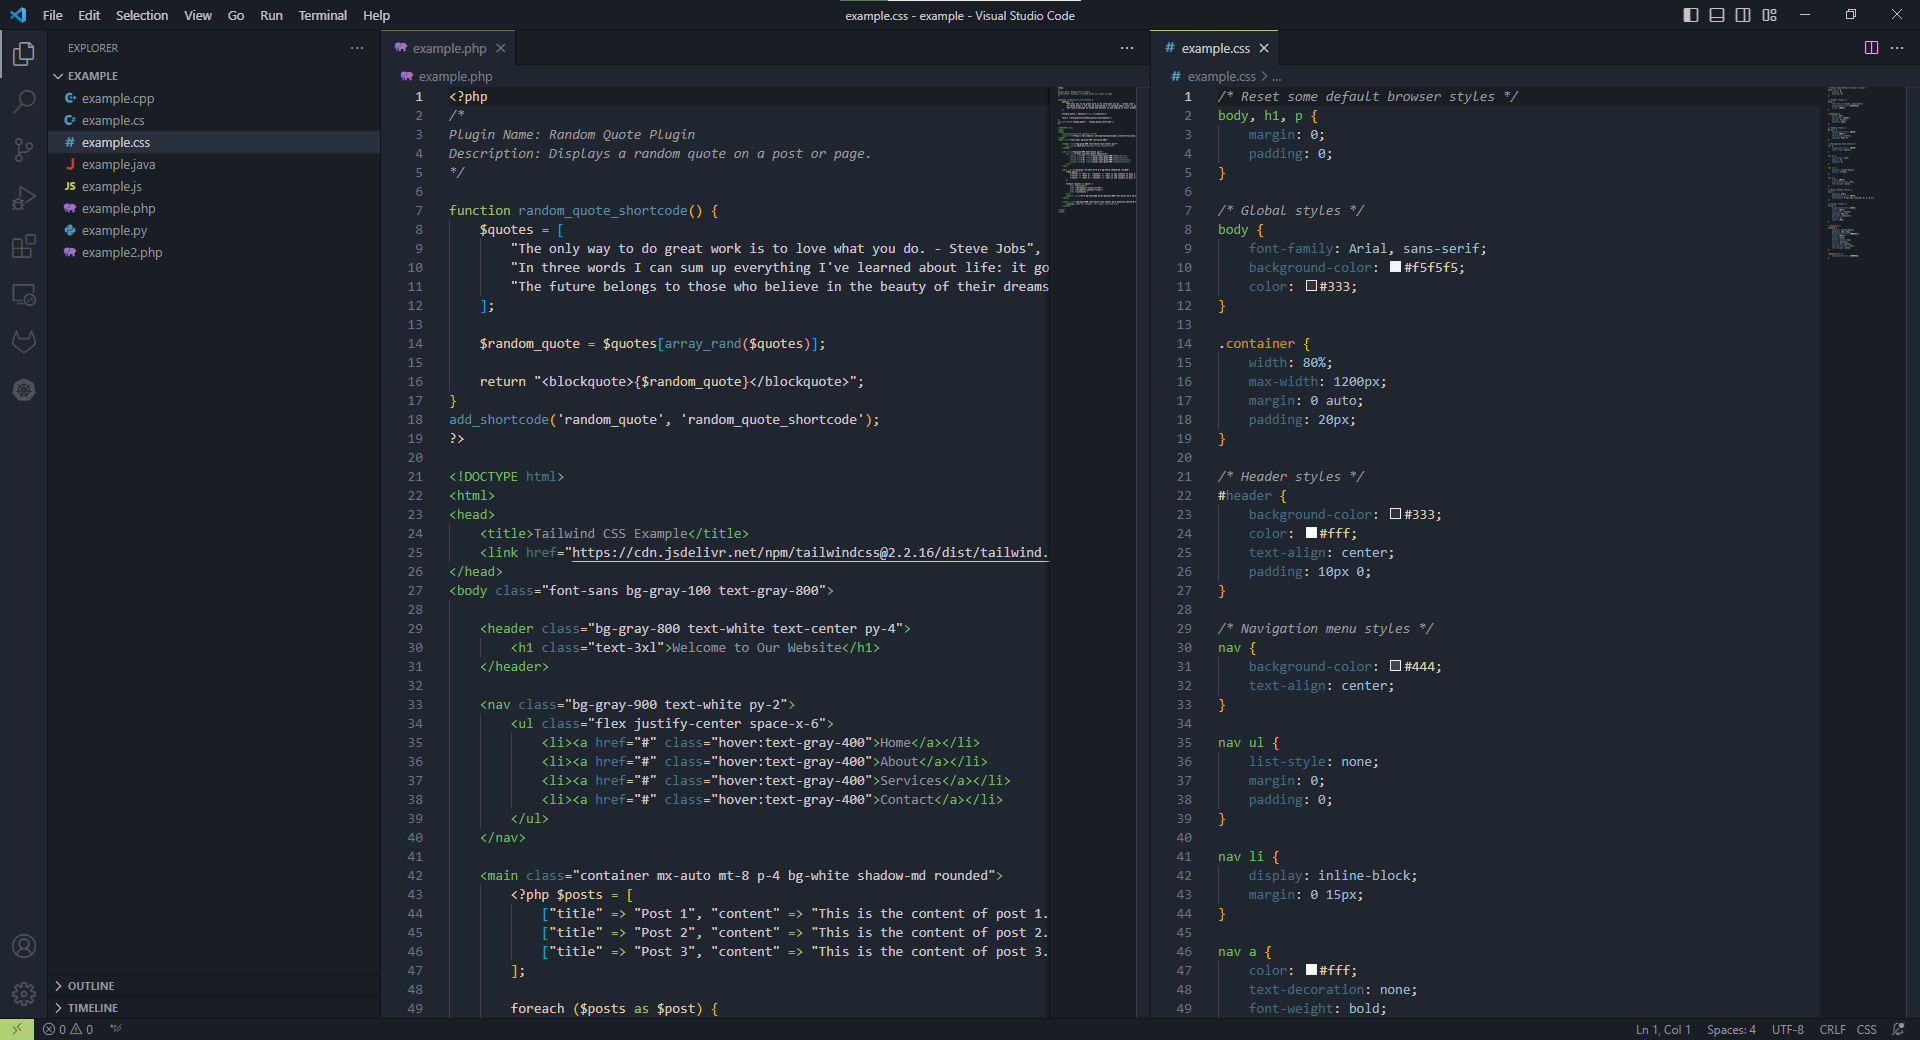 File Edit Selection View Go Run Terminal Help
example.css - example - Visual Studio Code
EXPLORER
EXAMPLE
example.cpp
example.cs
# example.css
J example.java
JS example.js
example.php
example.py
example2.php
OUTLINE
TIMELINE
example.php
example.php
1 <?php
2 /*
3 Plugin Name: Random Quote Plugin
4 Description: Displays a random quote on a post or page.
5 */
6
7 function random_quote_shortcode() {
8 $quotes = [
9 "The only way to do great work is to love what you do. - Steve Jobs",
10 "In three words I can sum up everything I've learned about life: it go
11 "The future belongs to those who believe in the beauty of their dreams
12 ];
13
14 $random_quote = $quotes[array_rand($quotes)];
15
16 return "<blockquote>{$random_quote}</blockquote>";
17 }
18 add_shortcode('random_quote', 'random_quote_shortcode');
19 ?>
20
21 <!DOCTYPE html>
22 <html>
23 <head>
24 <title>Tailwind CSS Example</title>
25 <link href="https://cdn.jsdelivr.net/npm/tailwindcss@2.2.16/dist/tailwind.
26 </head>
27 <body class="font-sans bg-gray-100 text-gray-800">
28
29 <header class="bg-gray-800 text-white text-center py-4">
30 <h1 class="text-3xl">Welcome to Our Website</h1>
31 </header>
32
33 <nav class="bg-gray-900 text-white py-2">
34 <ul class="flex justify-center space-x-6">
35 <li><a href="#" class="hover:text-gray-400">Home</a></li>
36 <li><a href="#" class="hover:text-gray-400">About</a></li>
37 <li><a href="#" class="hover:text-gray-400">Services</a></li>
38 <li><a href="#" class="hover:text-gray-400">Contact</a></li>
39 </ul>
40 </nav>
41
42 <main class="container mx-auto mt-8 p-4 bg-white shadow-md rounded">
43 <?php $posts = [
44 ["title" => "Post 1", "content" => "This is the content of post 1.
45 ["title" => "Post 2", "content" => "This is the content of post 2.
46 ["title" => "Post 3", "content" => "This is the content of post 3.
47 ];
48
49 foreach ($posts as $post) {
# example.css
# example.css > ...
1 /* Reset some default browser styles */
2 body, h1, p {
3 margin: 0;
4 padding: 0;
5 }
6
7 /* Global styles */
8 body {
9 font-family: Arial, sans-serif;
10 background-color: #f5f5f5;
11 color: #333;
12 }
13
14 .container {
15 width: 80%;
16 max-width: 1200px;
17 margin: 0 auto;
18 padding: 20px;
19 }
20
21 /* Header styles */
22 #header {
23 background-color: #333;
24 color: #fff;
25 text-align: center;
26 padding: 10px 0;
27 }
28
29 /* Navigation menu styles */
30 nav {
31 background-color: #444;
32 text-align: center;
33 }
34
35 nav ul {
36 list-style: none;
37 margin: 0;
38 padding: 0;
39 }
40
41 nav li {
42 display: inline-block;
43 margin: 0 15px;
44 }
45
46 nav a {
47 color: #fff;
48 text-decoration: none;
49 font-weight: bold;
0 0
Ln 1, Col 1 Spaces: 4 UTF-8 CRLF CSS